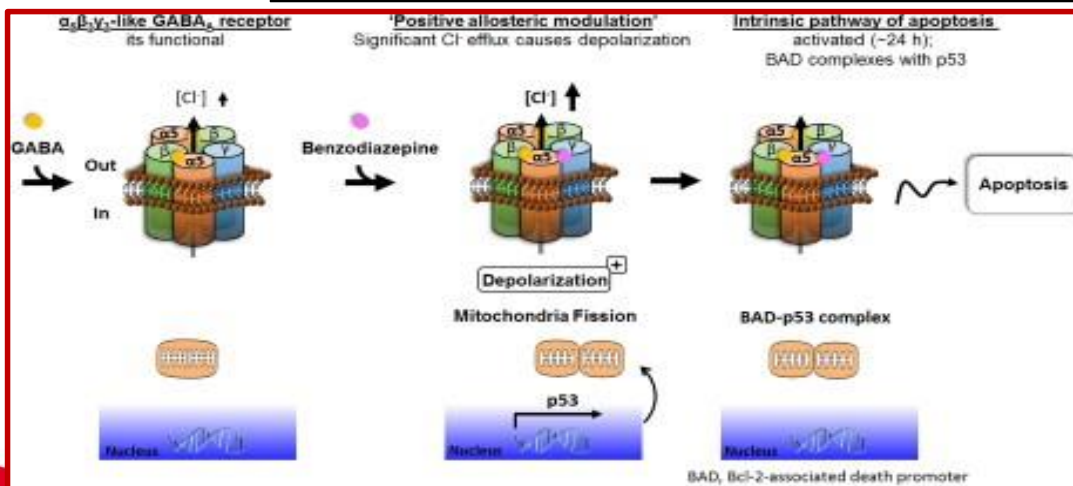 α₅β₃γ₂-like GABAₐ receptor
its functional
'Positive allosteric modulation'
Significant Cl⁻ efflux causes depolarization
Intrinsic pathway of apoptosis
activated (~24 h);
BAD complexes with p53
[Cl⁻]
GABA
Out
In
α5
β
β
γ
α5
Benzodiazepine
[Cl⁻]
α5
β
β
γ
α5
α5
β
β
γ
α5
Apoptosis
Depolarization +
Mitochondria Fission
BAD-p53 complex
p53
Nucleus
Nucleus
Nucleus
BAD, Bcl-2-associated death promoter